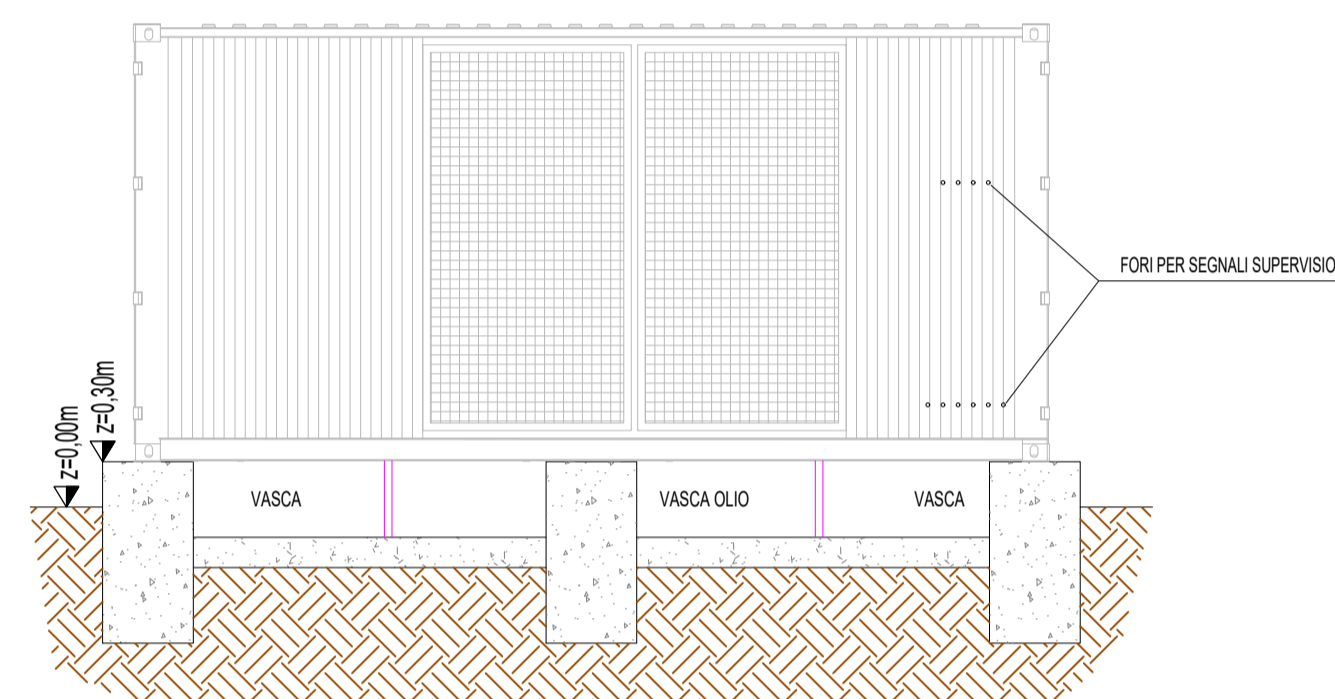 FORI PER SEGNALI SUPERVISIO
z=0,30m
z=0,00m
VASCA
VASCA OLIO
VASCA